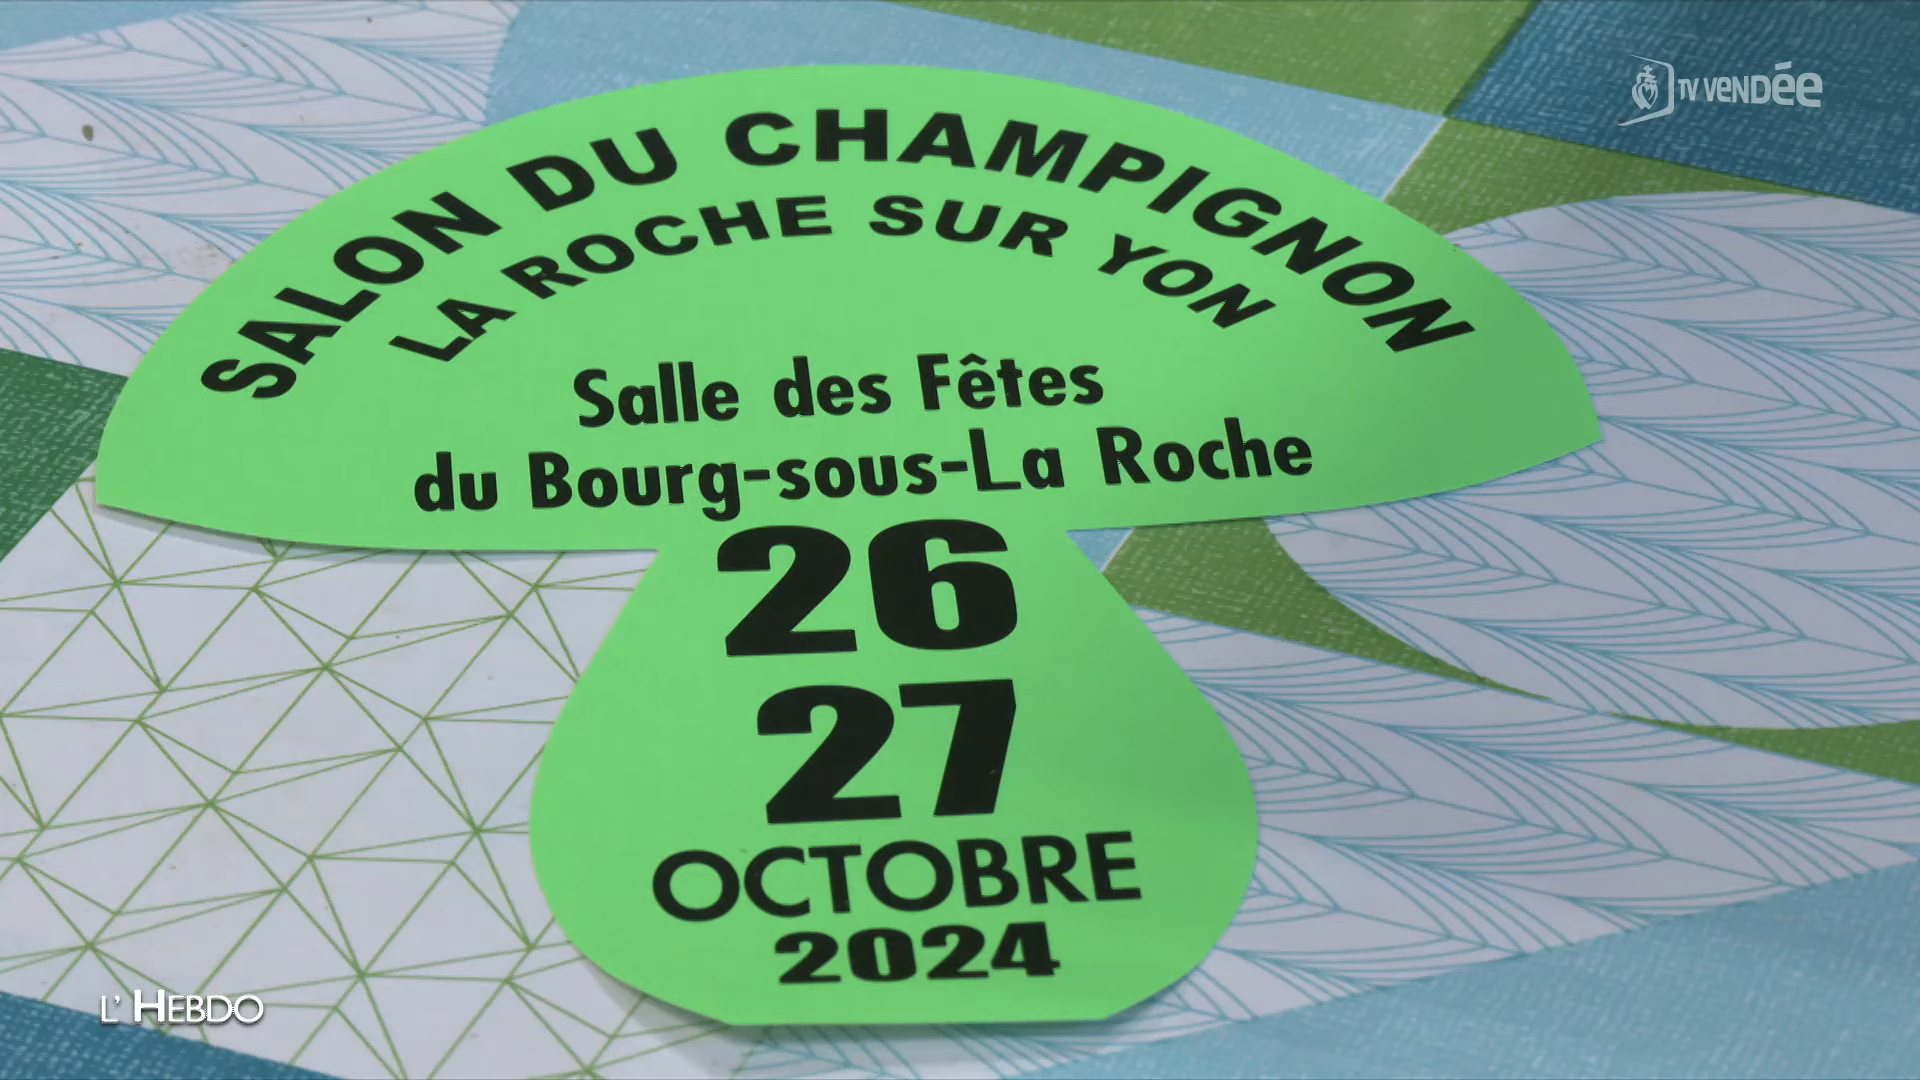 TV VENDÉE
SALON DU CHAMPIGNON
LA ROCHE SUR YON
Salle des Fêtes
du Bourg-sous-La Roche
26
27
OCTOBRE
2024
L' HEBDO